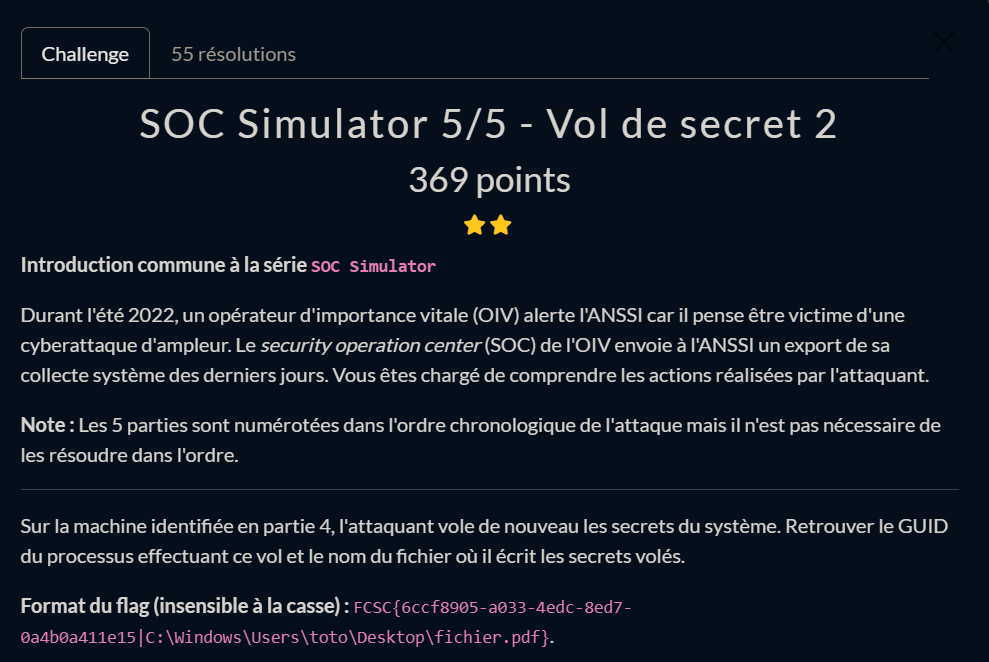 Challenge
55 résolutions
SOC Simulator 5/5 - Vol de secret 2
369 points
Introduction commune à la série SOC Simulator
Durant l'été 2022, un opérateur d'importance vitale (OIV) alerte l'ANSSI car il pense être victime d'une
cyberattaque d'ampleur. Le security operation center (SOC) de l'OIV envoie à l'ANSSI un export de sa
collecte système des derniers jours. Vous êtes chargé de comprendre les actions réalisées par l'attaquant.
Note : Les 5 parties sont numérotées dans l'ordre chronologique de l'attaque mais il n'est pas nécessaire de
les résoudre dans l'ordre.
Sur la machine identifiée en partie 4, l'attaquant vole de nouveau les secrets du système. Retrouver le GUID
du processus effectuant ce vol et le nom du fichier où il écrit les secrets volés.
Format du flag (insensible à la casse) : FCSC{6ccf8905-a033-4edc-8ed7-
0a4b0a411e15|C:\Windows\Users\toto\Desktop\fichier.pdf}.